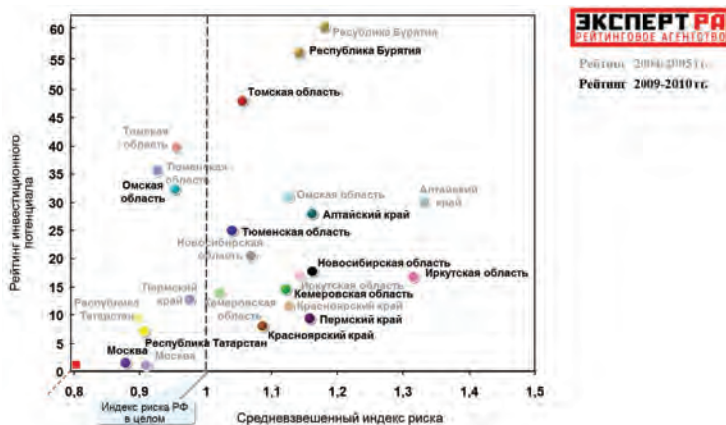 ЭКСПЕРТ РА
РЕЙТИНГОВОЕ АГЕНТСТВО
Рейтинг 2004-2005 гг.
Рейтинг 2009-2010 гг.
Рейтинг инвестиционного
потенциала
60
55
50
45
40
35
30
25
20
15
10
5
0
Республика Бурятия
Республика Бурятия
Томская область
Томская
область
Тюменская
область
Омская
область
Омская область
Алтайский
край
Алтайский край
Тюменская область
Новосибирская
область
Новосибирская область
Иркутская область
Иркутская область
Кемеровская область
Пермский
край
Кемеровская
область
Красноярский край
Республика
Татарстан
Пермский край
Республика Татарстан
Красноярский край
Москва
Москва
0,8
0,9
1
1,1
1,2
1,3
1,4
1,5
Индекс риска РФ
в целом
Средневзвешенный индекс риска